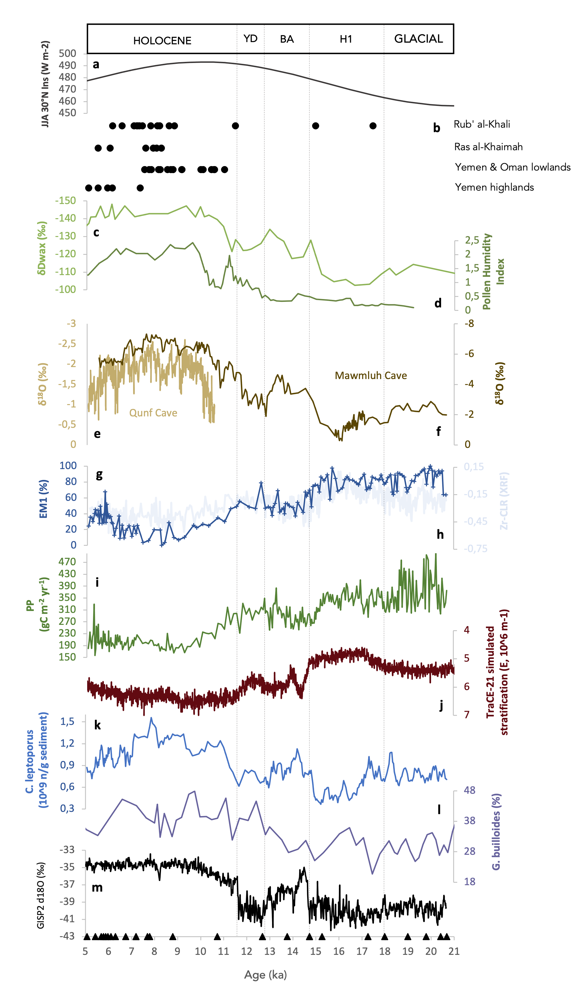 HOLOCENE YD BA H1 GLACIAL
JJA 30°N Ins (W m-2)
500
490
480
470
460
450
a
b
Rub' al-Khali
Ras al-Khaimah
Yemen & Oman lowlands
Yemen highlands
δDwax (‰)
-150
-140
-130
-120
-110
-100
c
2,5
2
1,5
1
0,5
0
Pollen Humidity
Index
d
δ18O (‰)
-3
-2,5
-2
-1,5
-1
-0,5
0
Qunf Cave
e
Mawmluh Cave
-8
-6
-4
-2
0
δ18O (‰)
f
EM1 (%)
100
80
60
40
20
0
g
0,15
-0,15
-0,45
-0,75
Zr-CLR (XRF)
h
PP
(gC m-2 yr-1)
470
430
390
350
310
270
230
190
150
i
4
5
6
7
TraCE-21 simulated
stratification (E, 10^6 m-1)
j
C. leptoporus
(10^9 n/g sediment)
1,5
1,2
0,9
0,6
0,3
k
48
38
28
18
G. builloides (%)
l
GISP2 d18O (‰)
-33
-35
-37
-39
-41
-43
m
5 6 7 8 9 10 11 12 13 14 15 16 17 18 19 20 21
Age (ka)